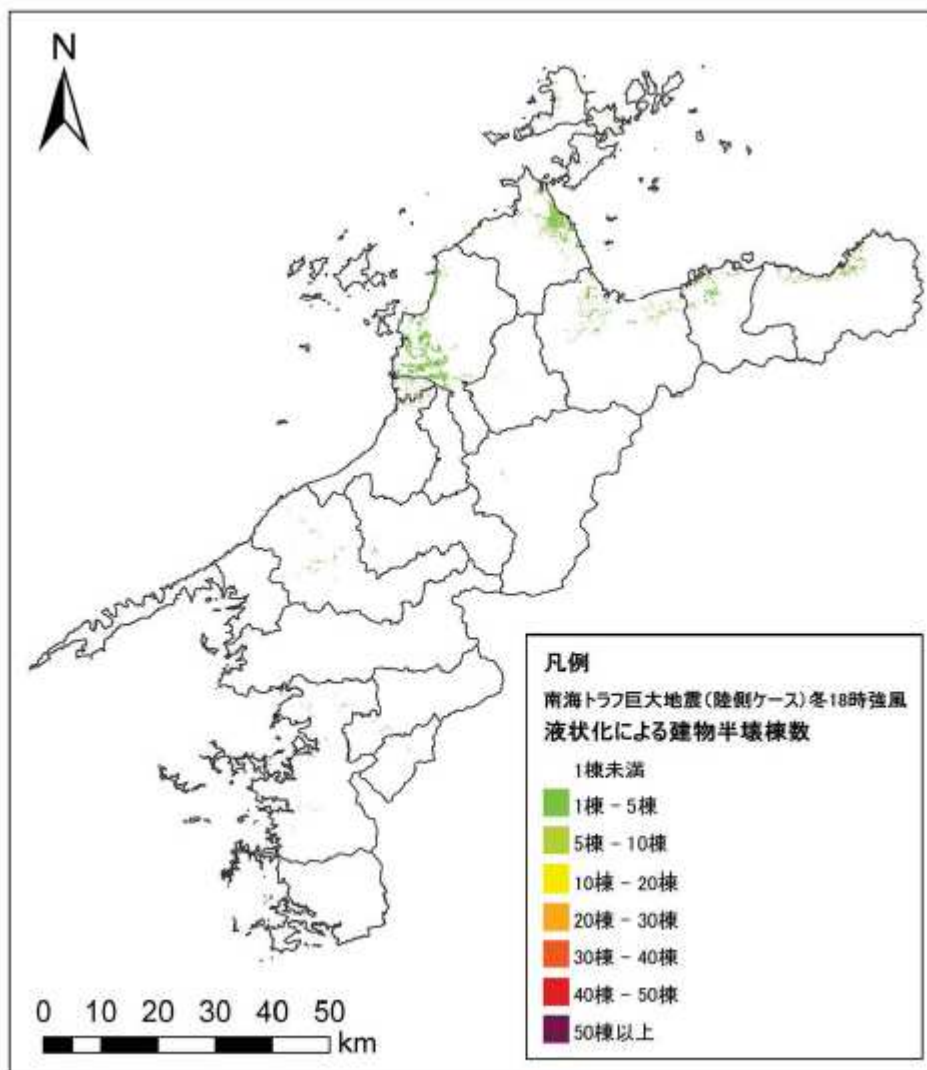 N
凡例
南海トラフ巨大地震(陸側ケース)冬18時強風
液状化による建物半壊棟数
1棟未満
1棟 - 5棟
5棟 - 10棟
10棟 - 20棟
20棟 - 30棟
30棟 - 40棟
40棟 - 50棟
50棟以上
0 10 20 30 40 50
km